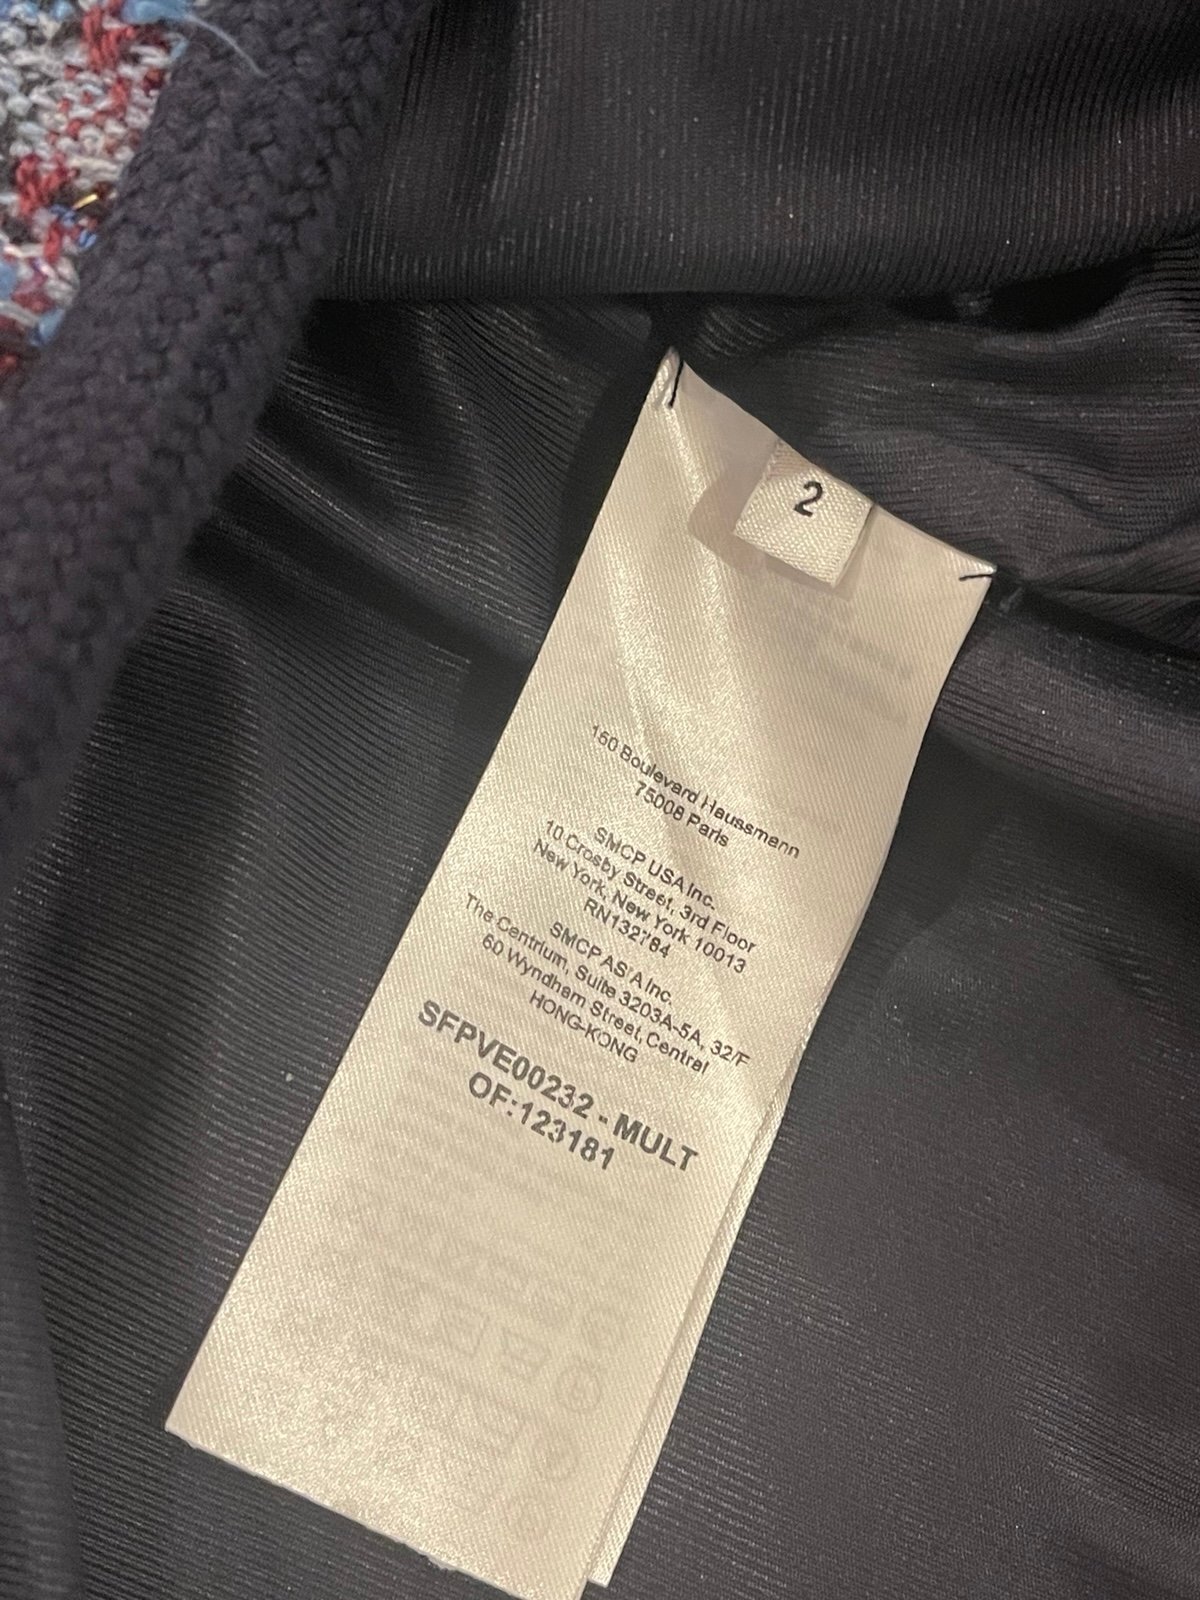 2
160 Boulevard Haussmann
75008 Paris
SMCP USA Inc.
10 Crosby Street, 3rd Floor
New York, New York 10013
RN132784
SMCP ASIA Inc.
The Centrium, Suite 3203A-5A, 32/F
60 Wyndham Street, Central
HONG-KONG
SFPVE00232 - MULT
OF:123181